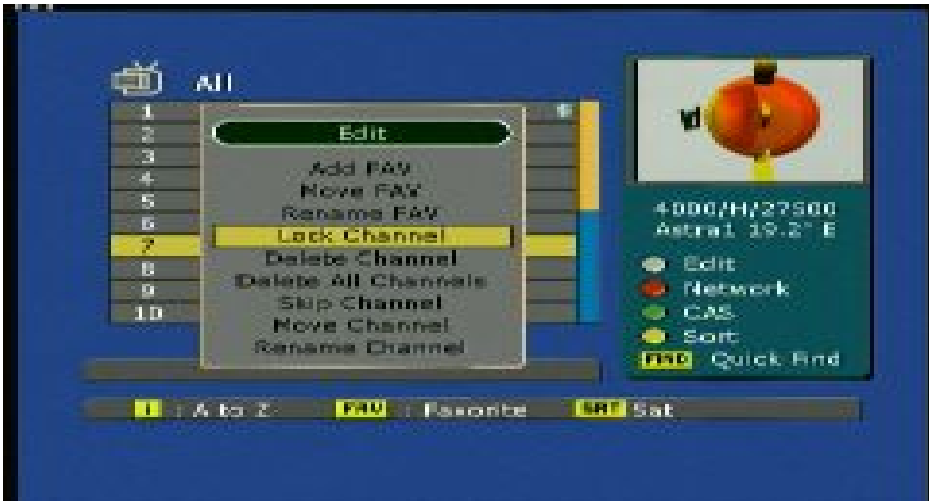 All
1
2
3
4
5
6
7
8
9
10
Edit
Add FAV
Move FAV
Rename FAV
Lock Channel
Delete Channel
Delete All Channels
Skip Channel
Move Channel
Rename Channel
4000/H/27500
Astra1 19.2° E
Edit
Network
CAS
Sort
FIND Quick Find
i : A to Z FAV : Favorite SAT Sat